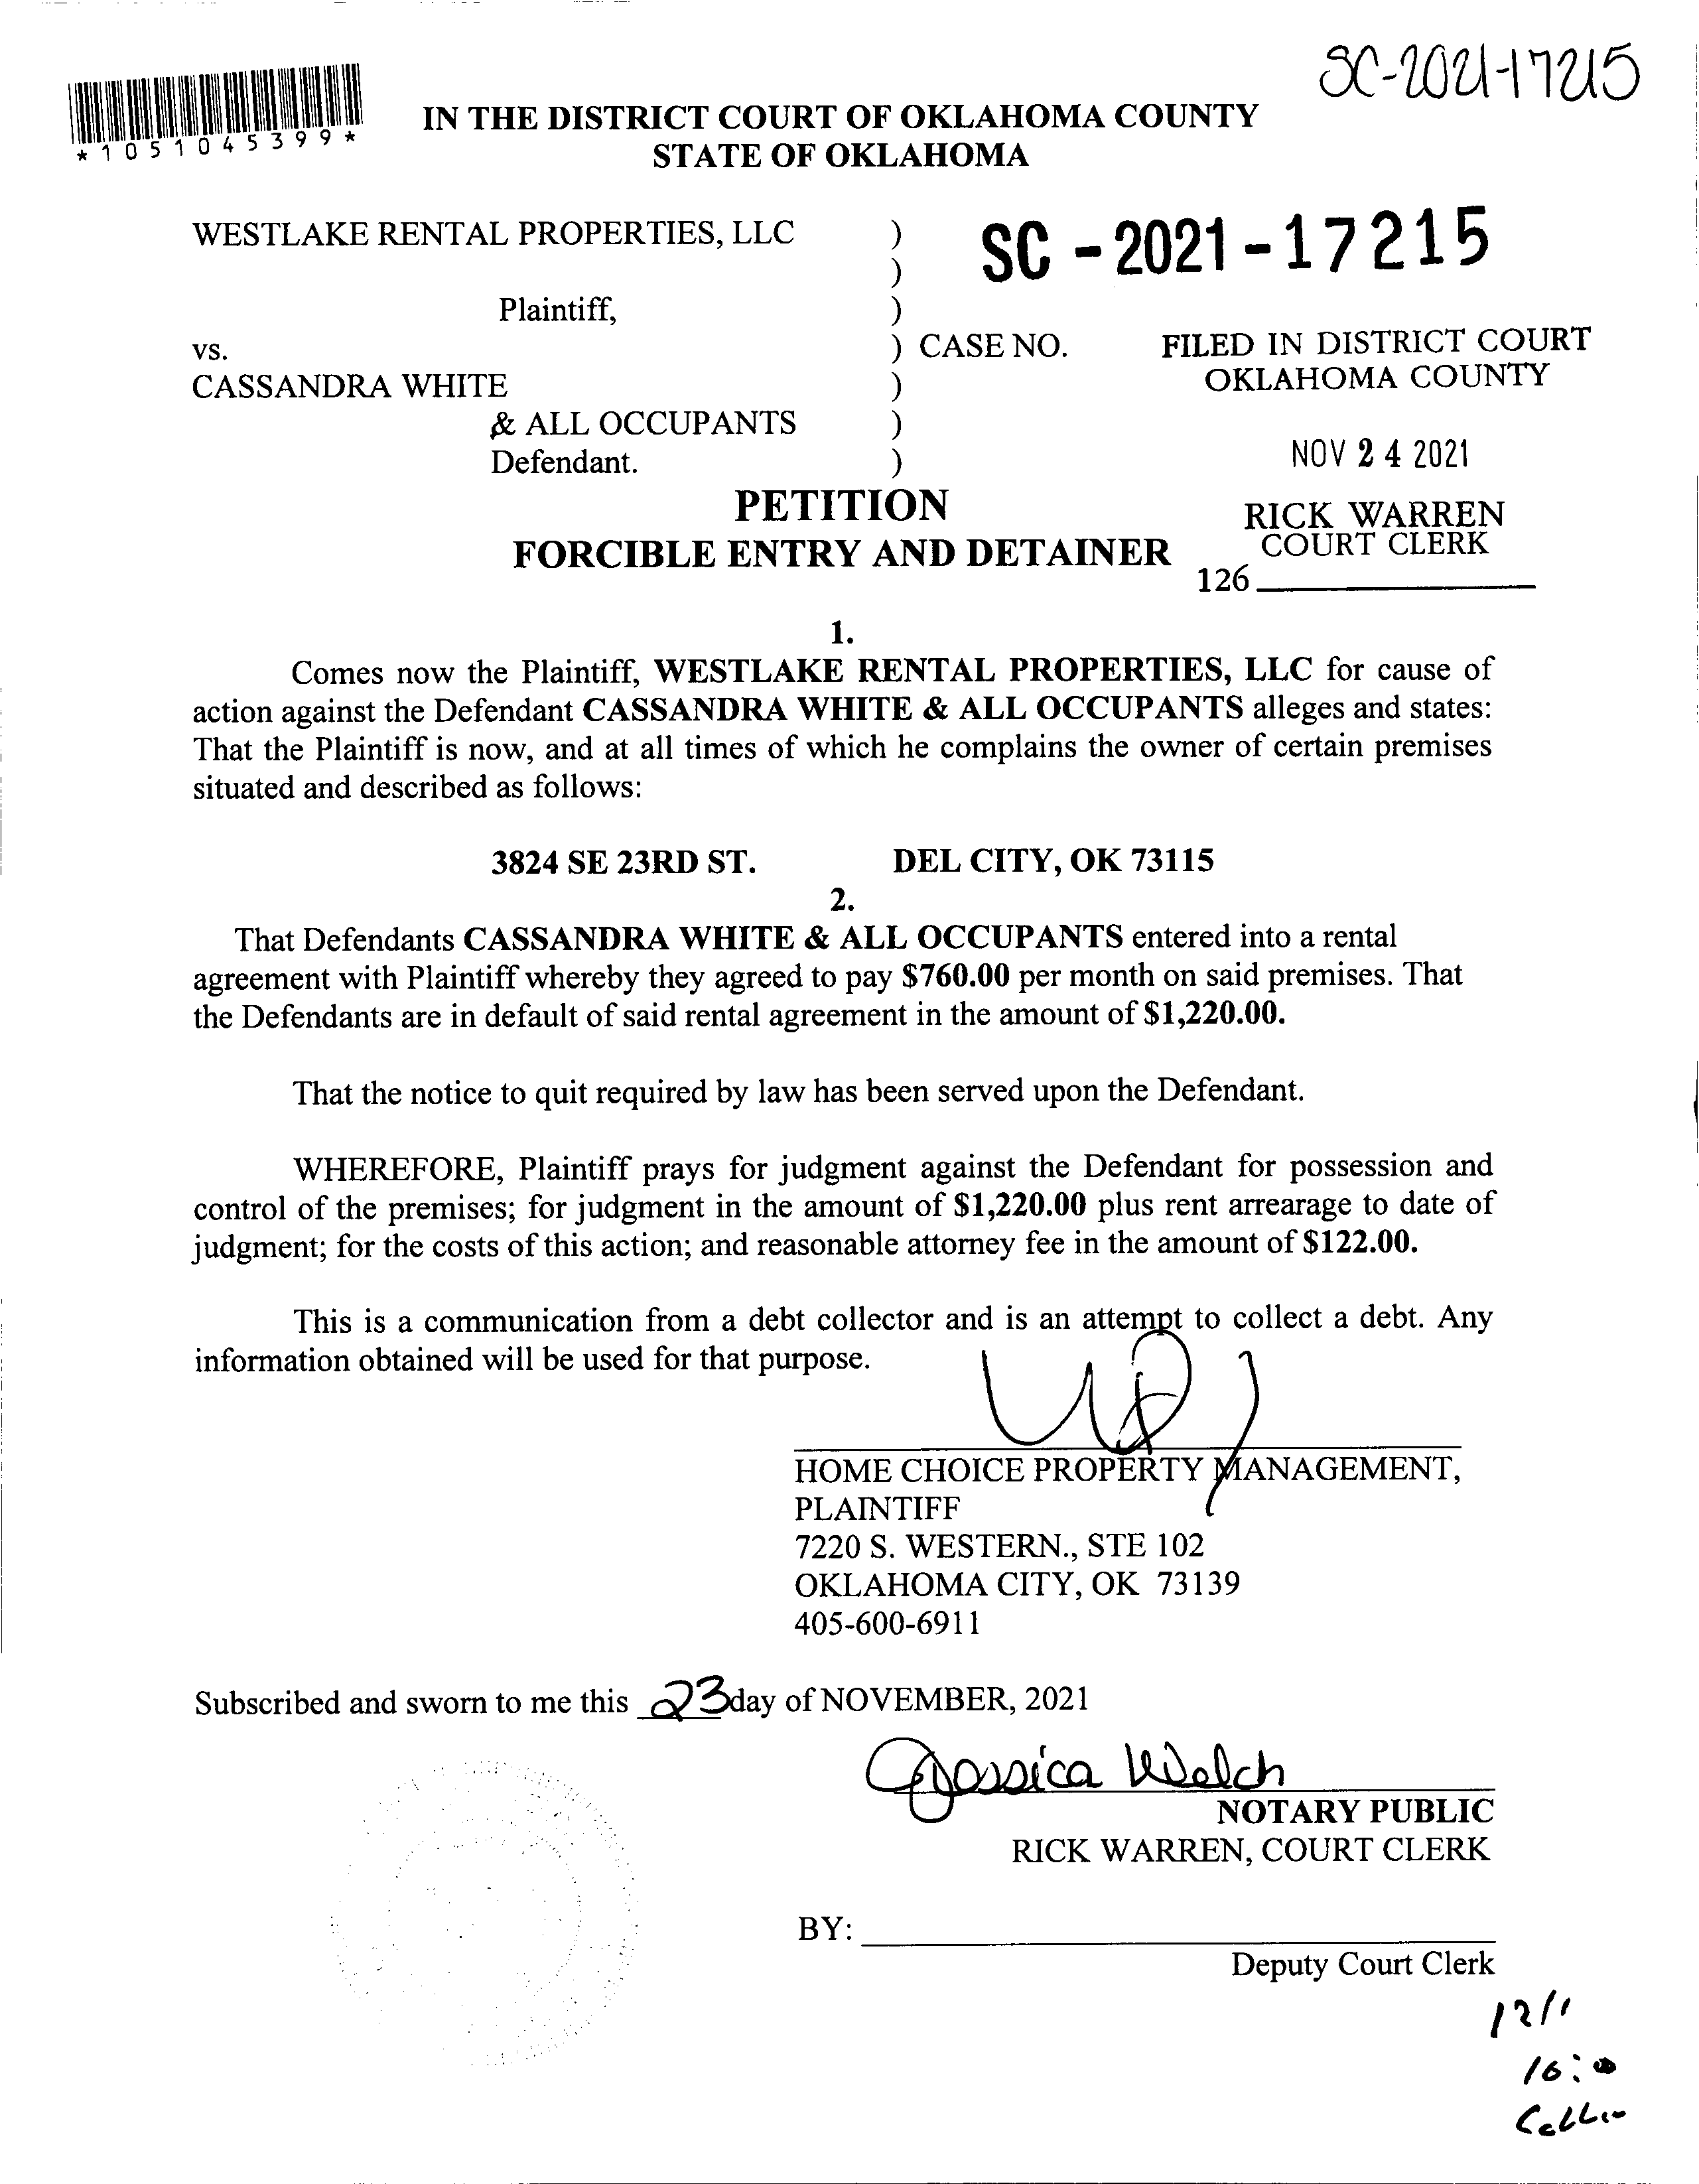 SC-2021-17215
*1051045399*
IN THE DISTRICT COURT OF OKLAHOMA COUNTY
STATE OF OKLAHOMA
WESTLAKE RENTAL PROPERTIES, LLC )
SC - 2021 - 17215
)
Plaintiff, )
vs. ) CASE NO.
FILED IN DISTRICT COURT
OKLAHOMA COUNTY
CASSANDRA WHITE )
& ALL OCCUPANTS )
Defendant. )
NOV 24 2021
PETITION
FORCIBLE ENTRY AND DETAINER
RICK WARREN
COURT CLERK
126
1.
Comes now the Plaintiff, WESTLAKE RENTAL PROPERTIES, LLC for cause of
action against the Defendant CASSANDRA WHITE & ALL OCCUPANTS alleges and states:
That the Plaintiff is now, and at all times of which he complains the owner of certain premises
situated and described as follows:
3824 SE 23RD ST. DEL CITY, OK 73115
2.
That Defendants CASSANDRA WHITE & ALL OCCUPANTS entered into a rental
agreement with Plaintiff whereby they agreed to pay $760.00 per month on said premises. That
the Defendants are in default of said rental agreement in the amount of $1,220.00.
That the notice to quit required by law has been served upon the Defendant.
WHEREFORE, Plaintiff prays for judgment against the Defendant for possession and
control of the premises; for judgment in the amount of $1,220.00 plus rent arrearage to date of
judgment; for the costs of this action; and reasonable attorney fee in the amount of $122.00.
This is a communication from a debt collector and is an attempt to collect a debt. Any
information obtained will be used for that purpose.
HOME CHOICE PROPERTY MANAGEMENT,
PLAINTIFF
7220 S. WESTERN., STE 102
OKLAHOMA CITY, OK 73139
405-600-6911
Subscribed and sworn to me this 23 day of NOVEMBER, 2021
Jessica Welch
NOTARY PUBLIC
RICK WARREN, COURT CLERK
BY:
Deputy Court Clerk
12/1